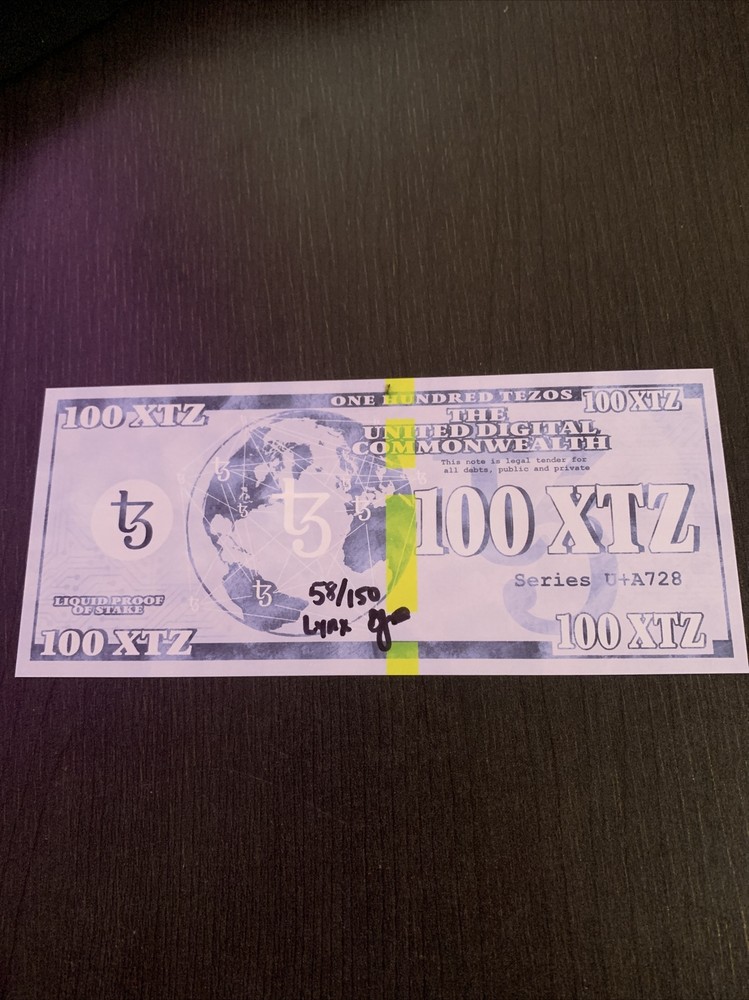 ONE HUNDRED TEZOS
100 XTZ
100 XTZ
THE
UNITED DIGITAL
COMMONWEALTH
This note is legal tender for
all debts, public and private
100 XTZ
Series U+A728
LIQUID PROOF
OF STAKE
58/150
Lynx
100 XTZ
100 XTZ